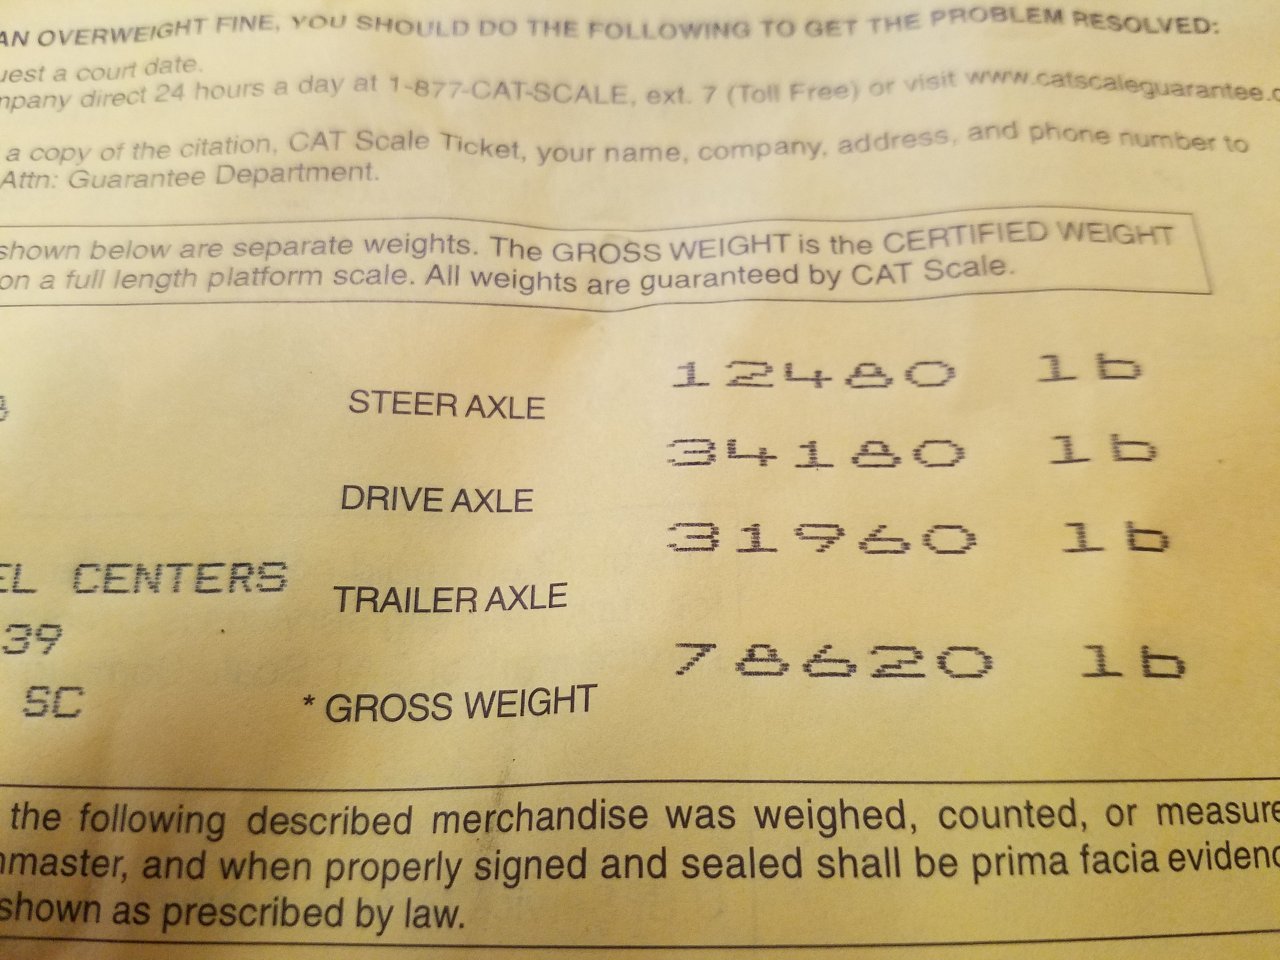 AN OVERWEIGHT FINE, YOU SHOULD DO THE FOLLOWING TO GET THE PROBLEM RESOLVED:
uest a court date.
mpany direct 24 hours a day at 1-877-CAT-SCALE, ext. 7 (Toll Free) or visit www.catscaleguarantee.c
a copy of the citation, CAT Scale Ticket, your name, company, address, and phone number to
Attn: Guarantee Department.
shown below are separate weights. The GROSS WEIGHT is the CERTIFIED WEIGHT
on a full length platform scale. All weights are guaranteed by CAT Scale.
STEER AXLE 12480 lb
DRIVE AXLE 34180 lb
EL CENTERS
TRAILER AXLE 31960 lb
39
SC
* GROSS WEIGHT 78620 lb
the following described merchandise was weighed, counted, or measure
hmaster, and when properly signed and sealed shall be prima facia evidenc
shown as prescribed by law.